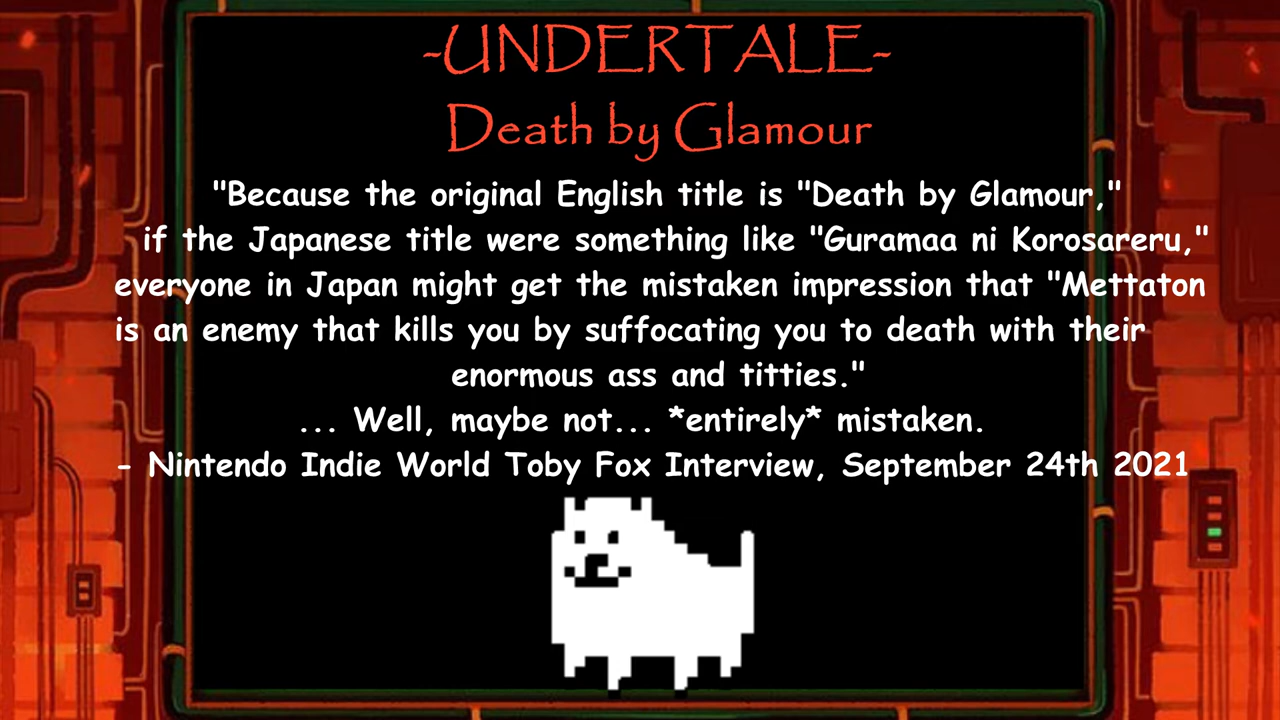 -UNDERTALE-
Death by Glamour
"Because the original English title is "Death by Glamour,"
if the Japanese title were something like "Guramaa ni Korosareru,"
everyone in Japan might get the mistaken impression that "Mettaton
is an enemy that kills you by suffocating you to death with their
enormous ass and titties."
... Well, maybe not... *entirely* mistaken.
- Nintendo Indie World Toby Fox Interview, September 24th 2021